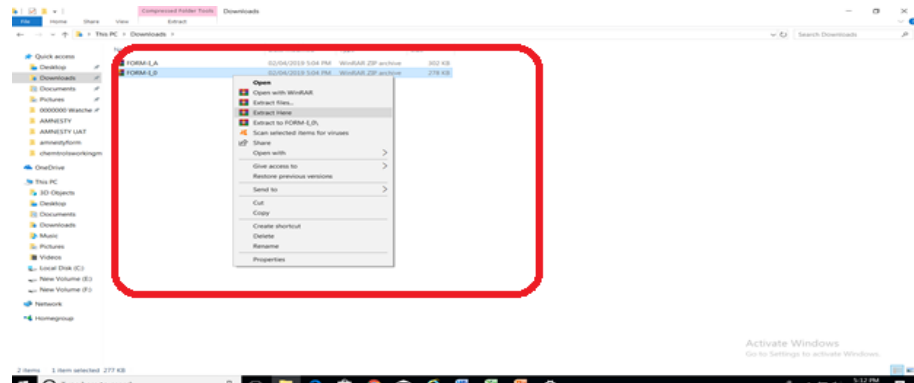 Compressed Folder Tools Downloads
File Home Share View Extract
This PC > Downloads >
Search Downloads
Quick access
Desktop
Downloads
Documents
Pictures
0000000 Watche
AMNESTY
AMNESTY UAT
amnestyform
chemtrolsworkingm
OneDrive
This PC
3D Objects
Desktop
Documents
Downloads
Music
Pictures
Videos
Local Disk (C:)
New Volume (E:)
New Volume (F:)
Network
Homegroup
FORM-I_A 02/04/2019 5:04 PM WinRAR ZIP archive 302 KB
FORM-I_0 02/04/2019 5:04 PM WinRAR ZIP archive 278 KB
Open
Open with WinRAR
Extract files...
Extract Here
Extract to FORM-I_0\
Scan selected items for viruses
Share
Open with
Give access to
Restore previous versions
Send to
Cut
Copy
Create shortcut
Delete
Rename
Properties
Activate Windows
Go to Settings to activate Windows.
2 items 1 item selected 277 KB
5:12 PM